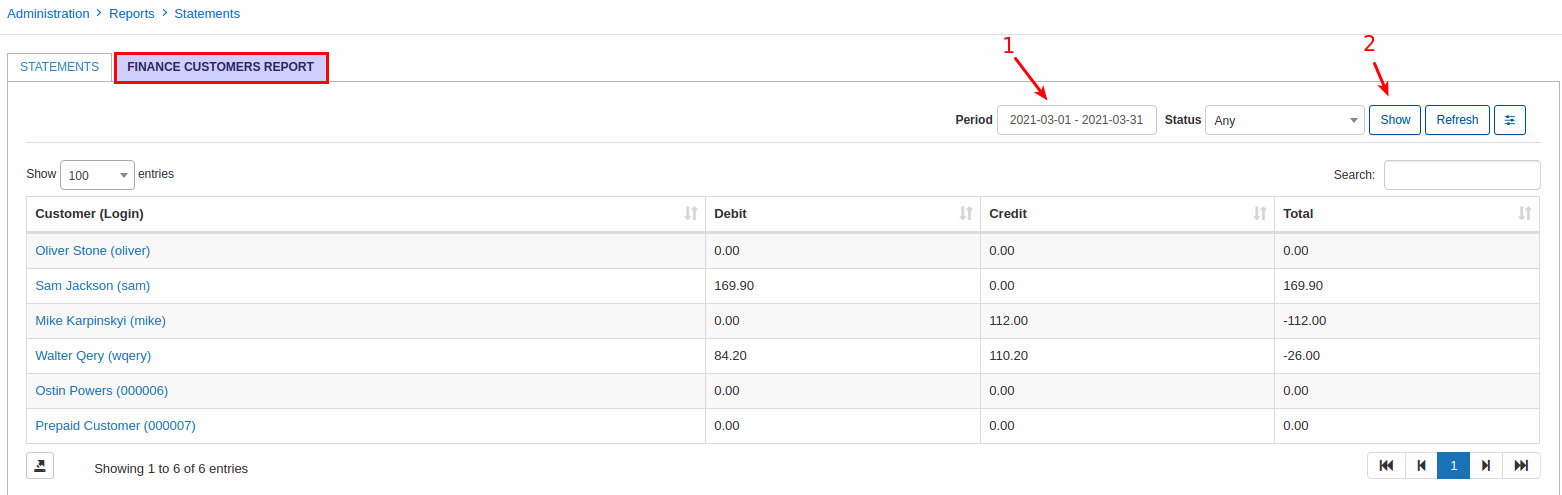 Administration > Reports > Statements
STATEMENTS FINANCE CUSTOMERS REPORT
1 2
Period 2021-03-01 - 2021-03-31 Status Any Show Refresh
Show 100 entries Search:
Customer (Login) Debit Credit Total
Oliver Stone (oliver) 0.00 0.00 0.00
Sam Jackson (sam) 169.90 0.00 169.90
Mike Karpinskyi (mike) 0.00 112.00 -112.00
Walter Qery (wqery) 84.20 110.20 -26.00
Ostin Powers (000006) 0.00 0.00 0.00
Prepaid Customer (000007) 0.00 0.00 0.00
Showing 1 to 6 of 6 entries 1